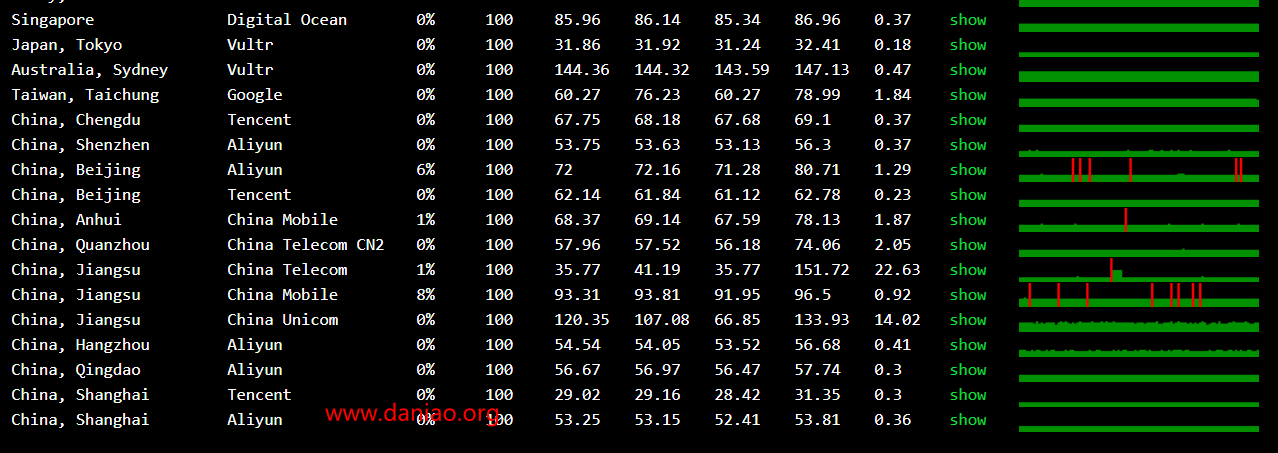 Singapore Digital Ocean 0% 100 85.96 86.14 85.34 86.96 0.37 show
Japan, Tokyo Vultr 0% 100 31.86 31.92 31.24 32.41 0.18 show
Australia, Sydney Vultr 0% 100 144.36 144.32 143.59 147.13 0.47 show
Taiwan, Taichung Google 0% 100 60.27 76.23 60.27 78.99 1.84 show
China, Chengdu Tencent 0% 100 67.75 68.18 67.68 69.1 0.37 show
China, Shenzhen Aliyun 0% 100 53.75 53.63 53.13 56.3 0.37 show
China, Beijing Aliyun 6% 100 72 72.16 71.28 80.71 1.29 show
China, Beijing Tencent 0% 100 62.14 61.84 61.12 62.78 0.23 show
China, Anhui China Mobile 1% 100 68.37 69.14 67.59 78.13 1.87 show
China, Quanzhou China Telecom CN2 0% 100 57.96 57.52 56.18 74.06 2.05 show
China, Jiangsu China Telecom 1% 100 35.77 41.19 35.77 151.72 22.63 show
China, Jiangsu China Mobile 8% 100 93.31 93.81 91.95 96.5 0.92 show
China, Jiangsu China Unicom 0% 100 120.35 107.08 66.85 133.93 14.02 show
China, Hangzhou Aliyun 0% 100 54.54 54.05 53.52 56.68 0.41 show
China, Qingdao Aliyun 0% 100 56.67 56.97 56.47 57.74 0.3 show
China, Shanghai Tencent 0% 100 29.02 29.16 28.42 31.35 0.3 show
www.daniao.org
China, Shanghai Aliyun 0% 100 53.25 53.15 52.41 53.81 0.36 show